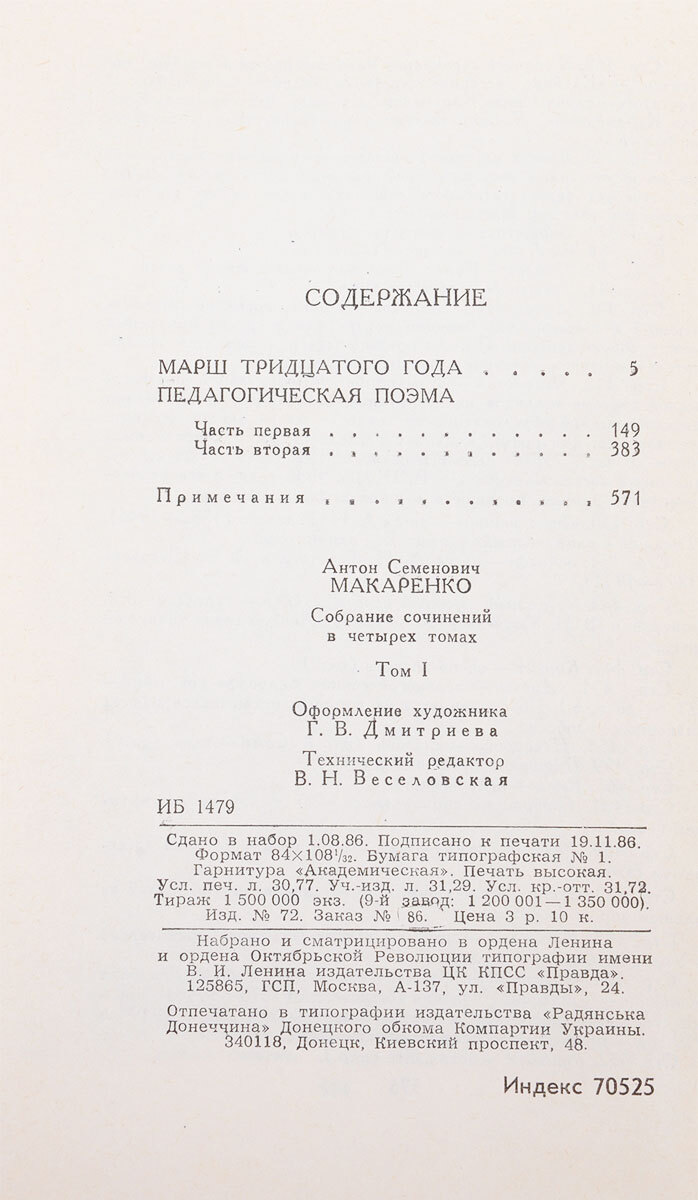 СОДЕРЖАНИЕ
МАРШ ТРИДЦАТОГО ГОДА . . . . . 5
ПЕДАГОГИЧЕСКАЯ ПОЭМА
Часть первая . . . . . . . . . . . . 149
Часть вторая . . . . . . . . . . . . 383
Примечания . . . . . . . . . . . . 571
Антон Семенович
МАКАРЕНКО
Собрание сочинений
в четырех томах
Том I
Оформление художника
Г. В. Дмитриева
Технический редактор
В. Н. Веселовская
ИБ 1479
Сдано в набор 1.08.86. Подписано к печати 19.11.86.
Формат 84×108¹/₃₂. Бумага типографская № 1.
Гарнитура «Академическая». Печать высокая.
Усл. печ. л. 30,77. Уч.-изд. л. 31,29. Усл. кр.-отт. 31,72.
Тираж 1 500 000 экз. (9-й завод: 1 200 001—1 350 000).
Изд. № 72. Заказ № 86. Цена 3 р. 10 к.
Набрано и сматрицировано в ордена Ленина
и ордена Октябрьской Революции типографии имени
В. И. Ленина издательства ЦК КПСС «Правда».
125865, ГСП, Москва, А-137, ул. «Правды», 24.
Отпечатано в типографии издательства «Радянська
Донеччина» Донецкого обкома Компартии Украины.
340118, Донецк, Киевский проспект, 48.
Индекс 70525